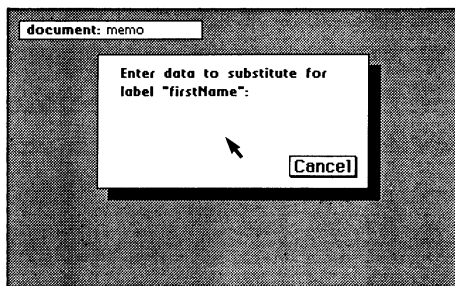 document: memo
Enter data to substitute for
label "firstName":
Cancel